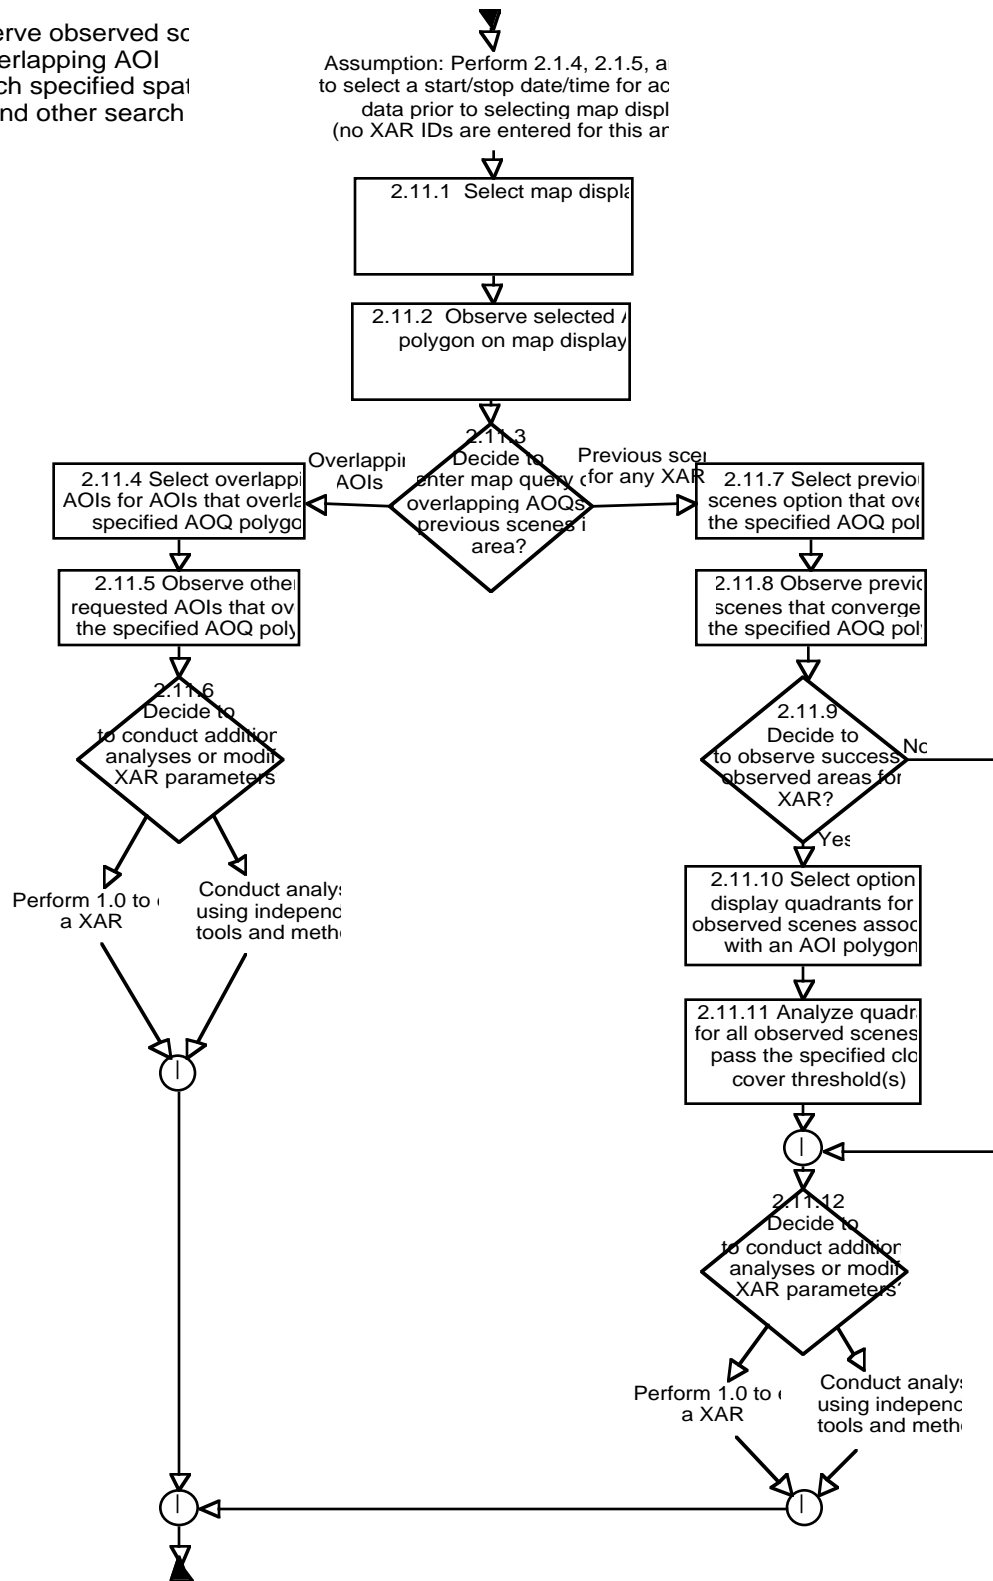 erve observed sc
erlapping AOI
ch specified spat
nd other search
Assumption: Perform 2.1.4, 2.1.5, a
to select a start/stop date/time for ac
data prior to selecting map displ
(no XAR IDs are entered for this an
2.11.1 Select map displa
2.11.2 Observe selected A
polygon on map display
2.11.3
Decide to
enter map query o
overlapping AOQs
previous scenes i
area?
Overlappin
AOIs
Previous scen
for any XAR
2.11.4 Select overlappi
AOIs for AOIs that overla
specified AOQ polygo
2.11.5 Observe other
requested AOIs that ov
the specified AOQ poly
2.11.6
Decide to
to conduct addition
analyses or modif
XAR parameters
Perform 1.0 to
a XAR
Conduct analys
using independ
tools and meth
2.11.7 Select previou
scenes option that ove
the specified AOQ pol
2.11.8 Observe previo
scenes that converge
the specified AOQ poly
2.11.9
Decide to
to observe success
observed areas for
XAR?
No
Yes
2.11.10 Select option
display quadrants for
observed scenes assoc
with an AOI polygon
2.11.11 Analyze quadra
for all observed scenes
pass the specified clo
cover threshold(s)
2.11.12
Decide to
to conduct addition
analyses or modif
XAR parameters?
Perform 1.0 to
a XAR
Conduct analys
using independ
tools and meth